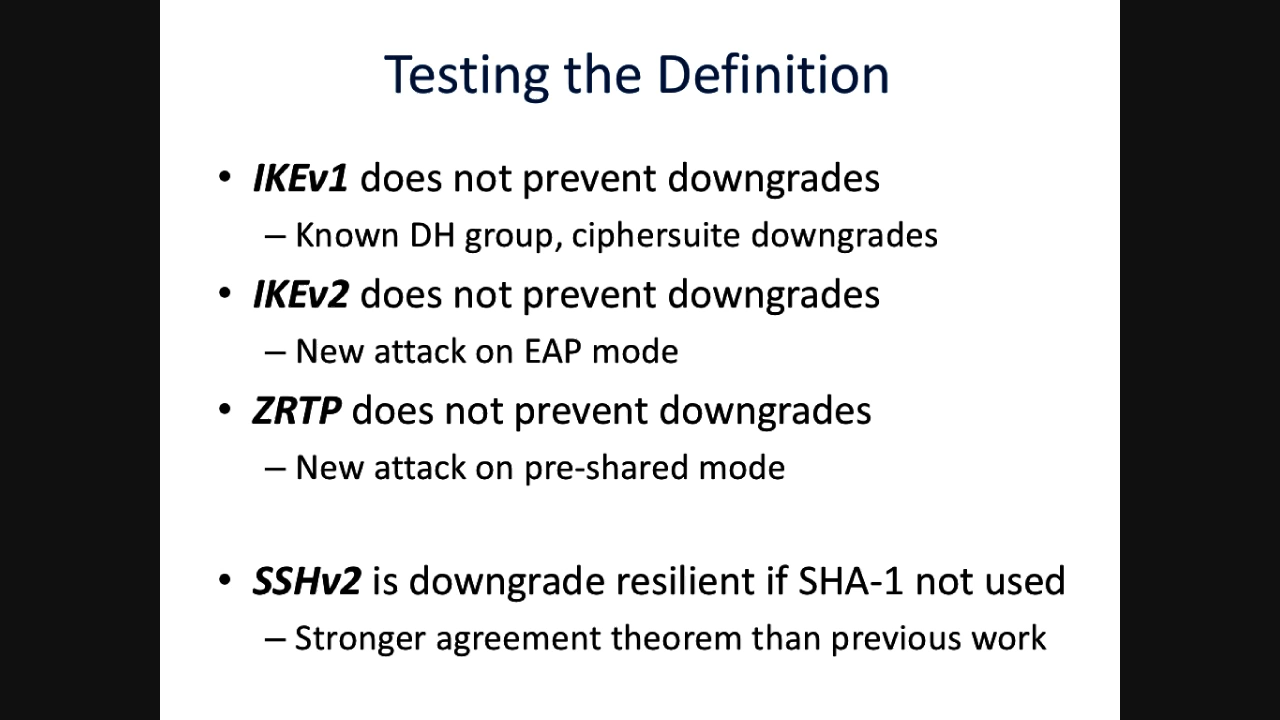 Testing the Definition
• IKEv1 does not prevent downgrades
– Known DH group, ciphersuite downgrades
• IKEv2 does not prevent downgrades
– New attack on EAP mode
• ZRTP does not prevent downgrades
– New attack on pre-shared mode
• SSHv2 is downgrade resilient if SHA-1 not used
– Stronger agreement theorem than previous work